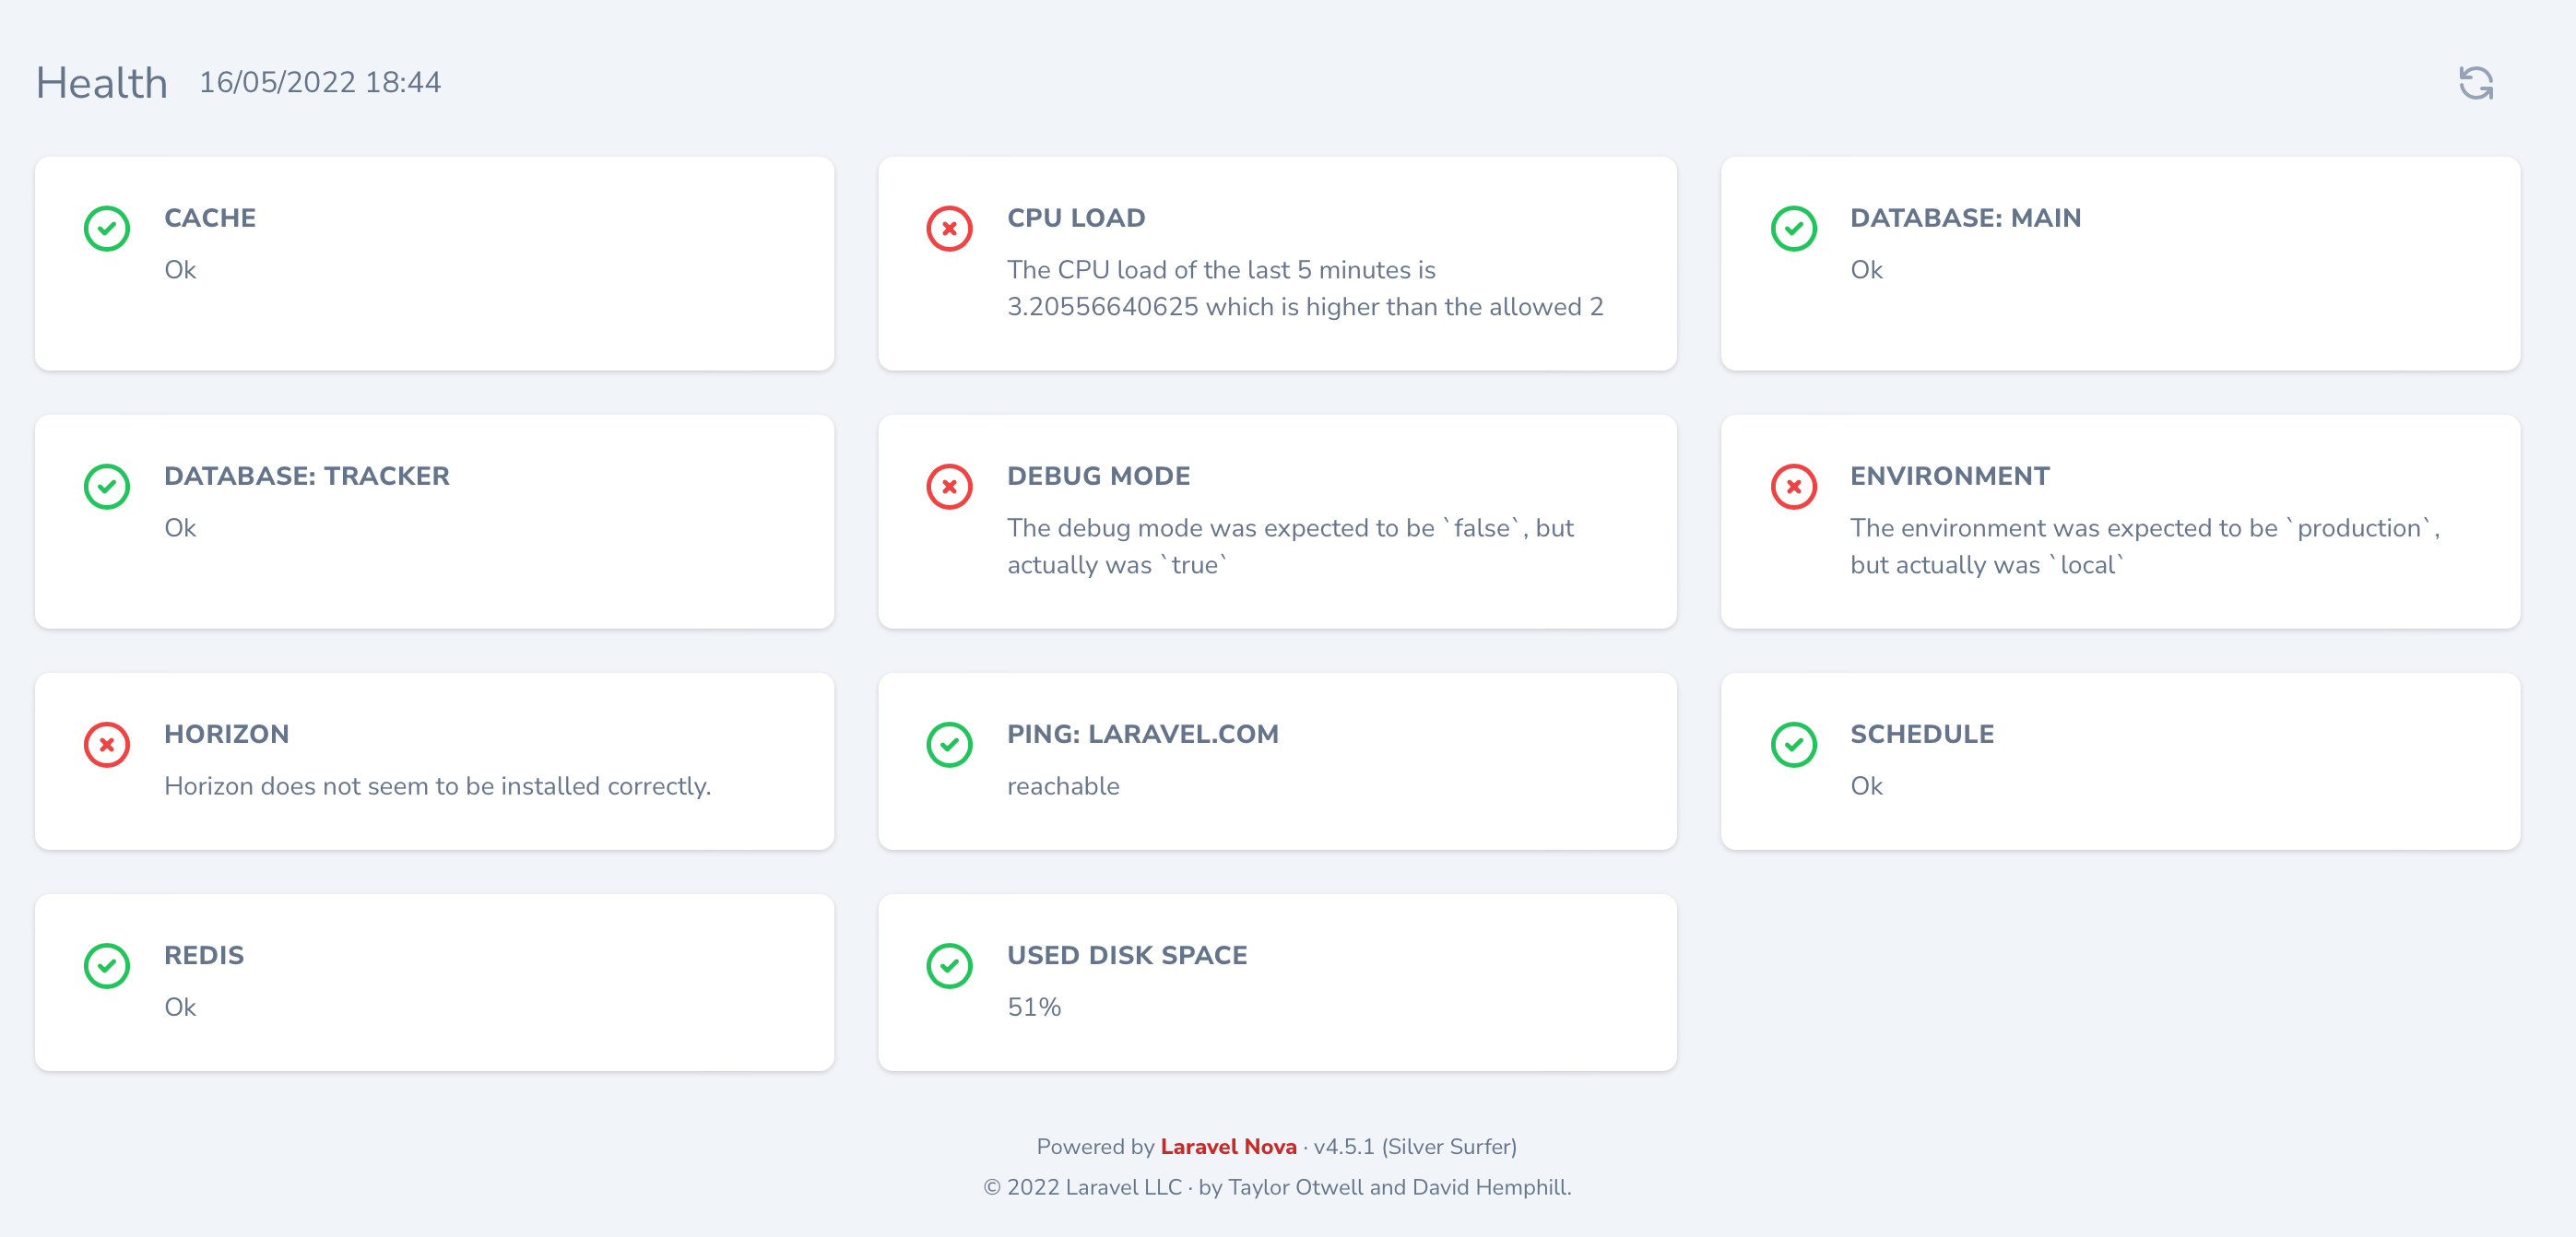 Health 16/05/2022 18:44
CACHE
Ok
CPU LOAD
The CPU load of the last 5 minutes is
3.20556640625 which is higher than the allowed 2
DATABASE: MAIN
Ok
DATABASE: TRACKER
Ok
DEBUG MODE
The debug mode was expected to be `false`, but
actually was `true`
ENVIRONMENT
The environment was expected to be `production`,
but actually was `local`
HORIZON
Horizon does not seem to be installed correctly.
PING: LARAVEL.COM
reachable
SCHEDULE
Ok
REDIS
Ok
USED DISK SPACE
51%
Powered by Laravel Nova · v4.5.1 (Silver Surfer)
© 2022 Laravel LLC · by Taylor Otwell and David Hemphill.